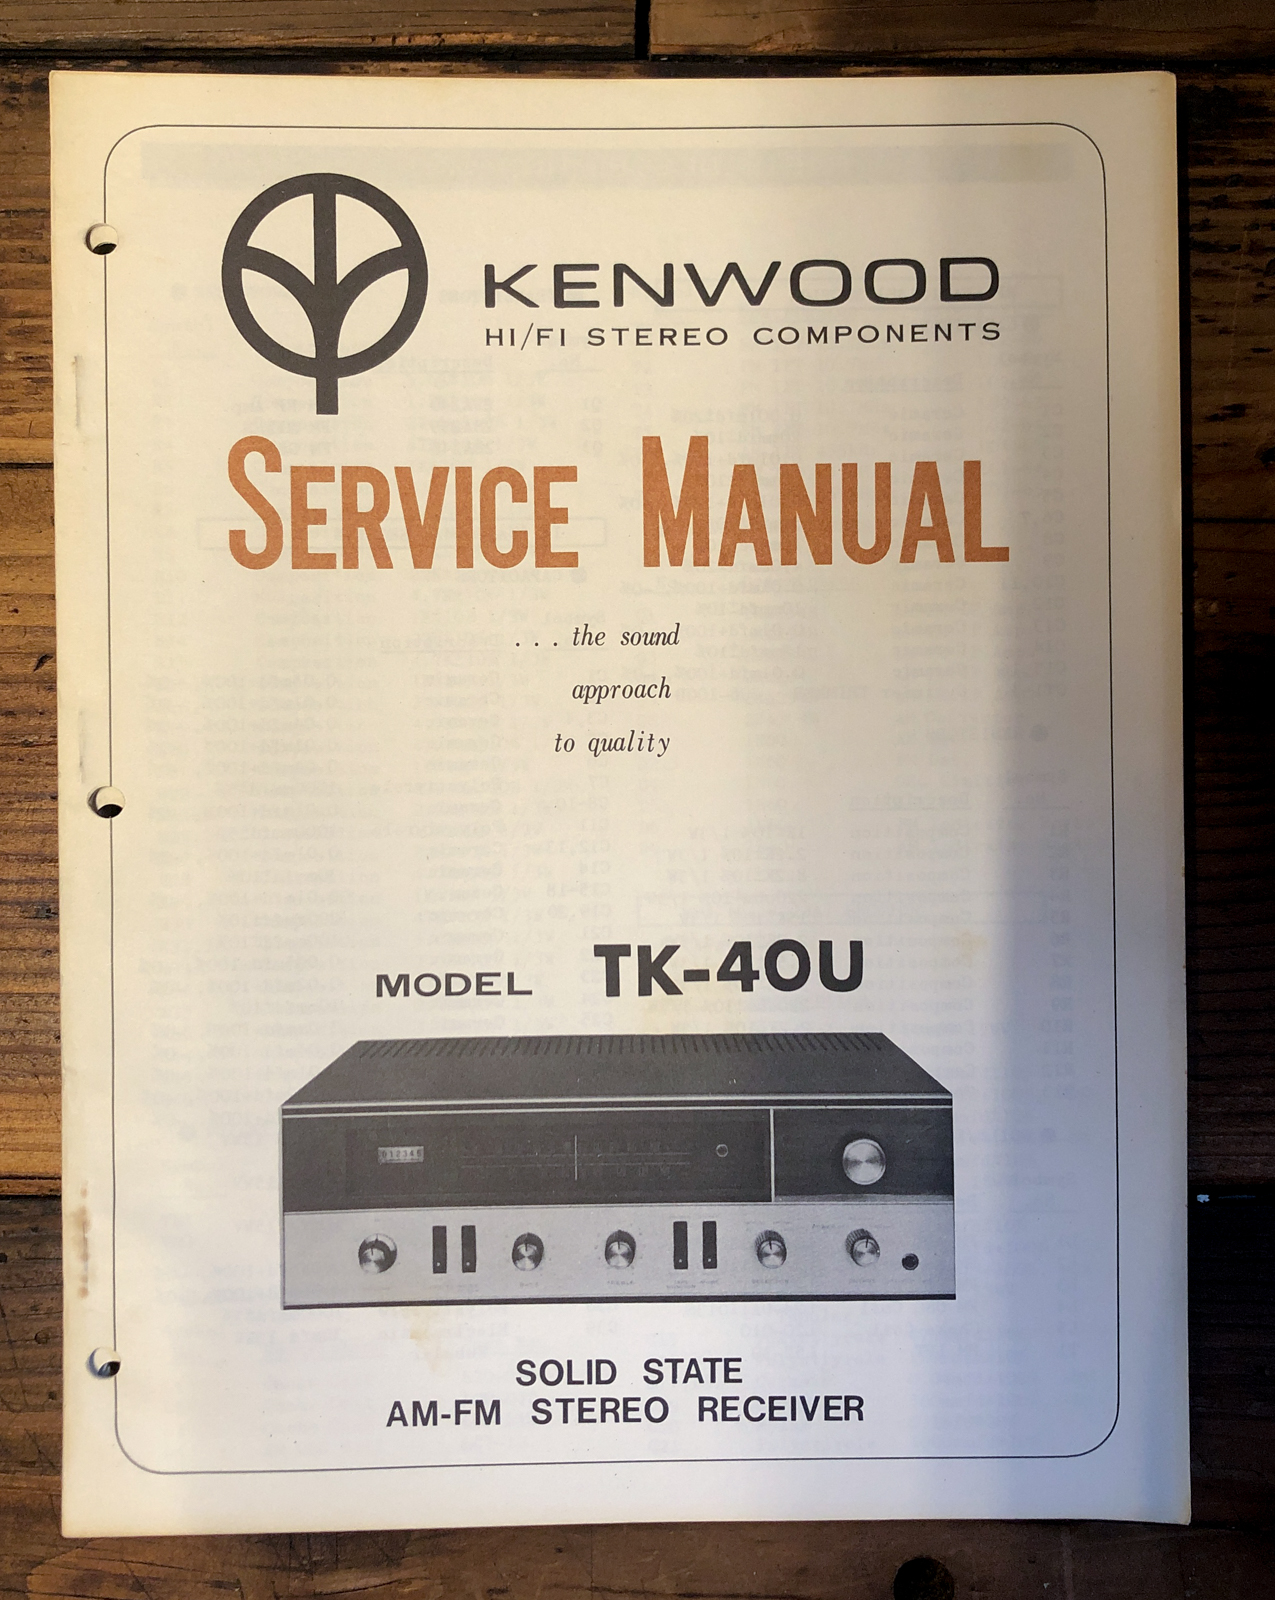 KENWOOD
HI/FI STEREO COMPONENTS
SERVICE MANUAL
. . . the sound
approach
to quality
MODEL TK-40U
012346
SOLID STATE
AM-FM STEREO RECEIVER